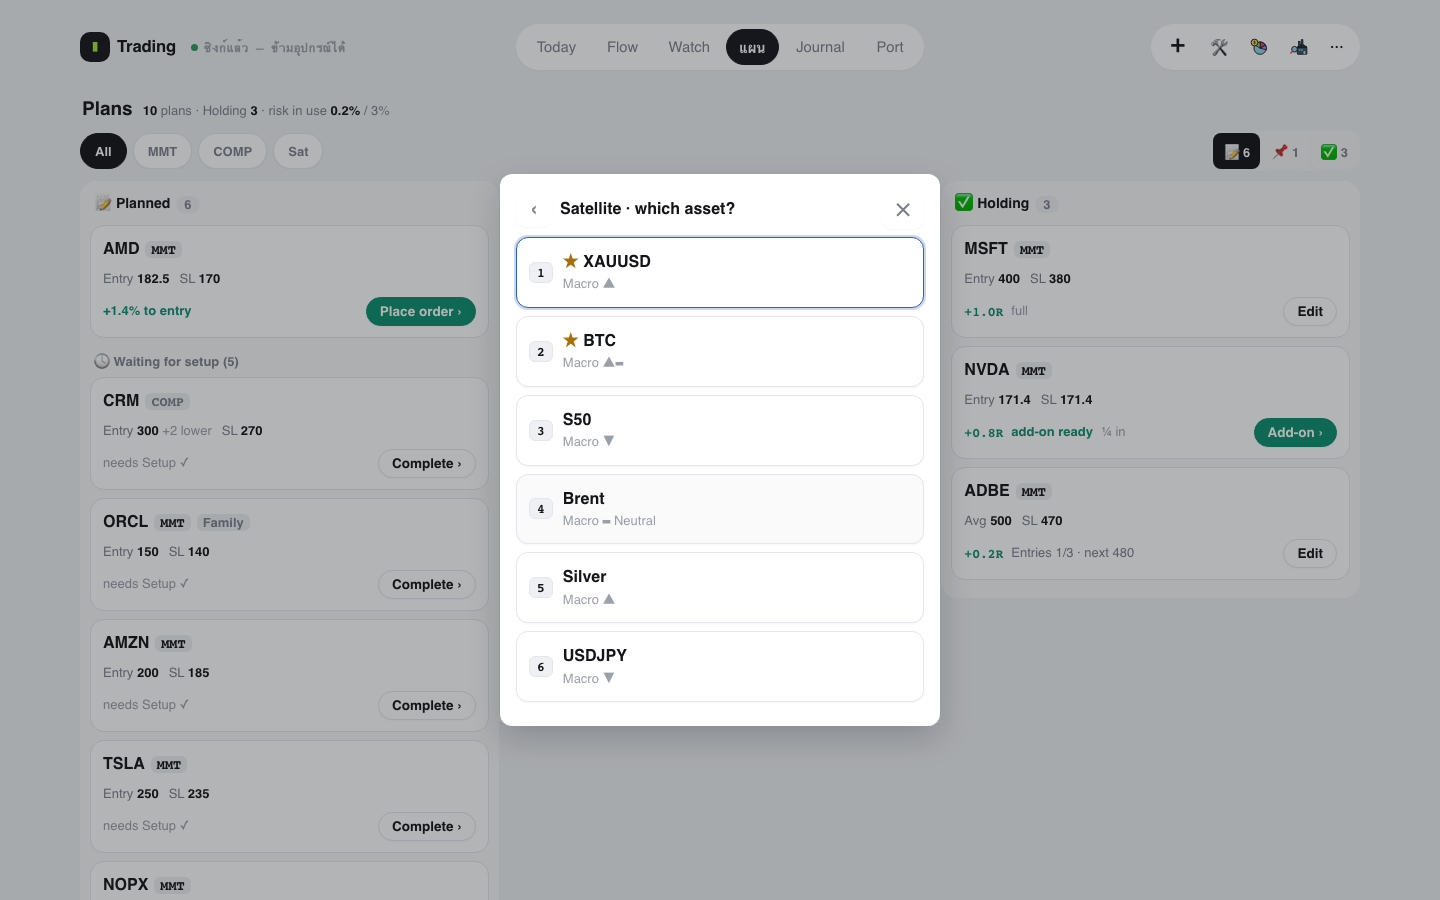 Trading
ซิงก์แล้ว — ข้ามอุปกรณ์ได้
Today
Flow
Watch
แผน
Journal
Port
Plans 10 plans · Holding 3 · risk in use 0.2% / 3%
All
MMT
COMP
Sat
6
1
3
Planned 6
AMD MMT
Entry 182.5 SL 170
+1.4% to entry
Place order ›
Waiting for setup (5)
CRM COMP
Entry 300 +2 lower SL 270
needs Setup ✓
Complete ›
ORCL MMT Family
Entry 150 SL 140
needs Setup ✓
Complete ›
AMZN MMT
Entry 200 SL 185
needs Setup ✓
Complete ›
TSLA MMT
Entry 250 SL 235
needs Setup ✓
Complete ›
NOPX MMT
Satellite · which asset?
1 ★ XAUUSD
Macro ▲
2 ★ BTC
Macro ▲━
3 S50
Macro ▼
4 Brent
Macro ━ Neutral
5 Silver
Macro ▲
6 USDJPY
Macro ▼
Holding 3
MSFT MMT
Entry 400 SL 380
+1.0R full
Edit
NVDA MMT
Entry 171.4 SL 171.4
+0.8R add-on ready ¼ in
Add-on ›
ADBE MMT
Avg 500 SL 470
+0.2R Entries 1/3 · next 480
Edit